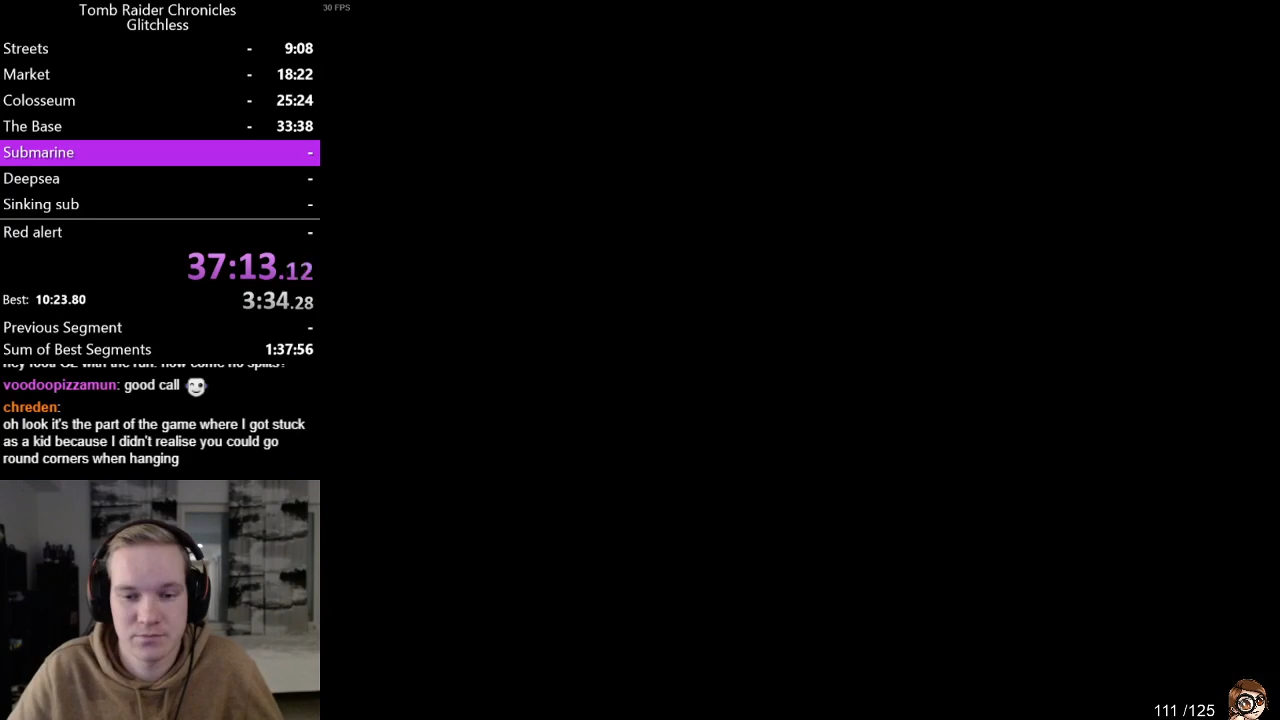 Tomb Raider Chronicles
Glitchless
30 FPS
Streets - 9:08
Market - 18:22
Colosseum - 25:24
The Base - 33:38
Submarine -
Deepsea -
Sinking sub -
Red alert -
37:13.12
Best: 10:23.80 3:34.28
Previous Segment -
Sum of Best Segments 1:37:56
voodoopizzamun: good call
chreden:
oh look it's the part of the game where I got stuck
as a kid because I didn't realise you could go
round corners when hanging
111 /125